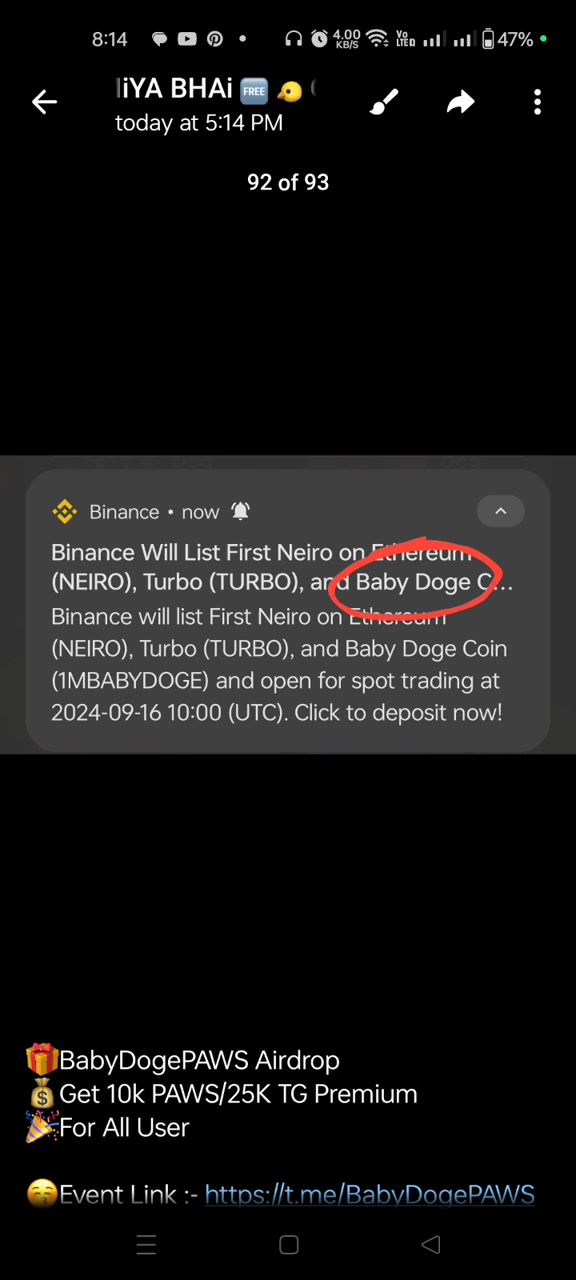 8:14 4.00 KB/S Vo LTED 47%
iYA BHAi FREE
today at 5:14 PM
92 of 93
Binance • now
Binance Will List First Neiro on Ethereum
(NEIRO), Turbo (TURBO), and Baby Doge C...
Binance will list First Neiro on Ethereum
(NEIRO), Turbo (TURBO), and Baby Doge Coin
(1MBABYDOGE) and open for spot trading at
2024-09-16 10:00 (UTC). Click to deposit now!
🎁BabyDogePAWS Airdrop
💰Get 10k PAWS/25K TG Premium
🎉For All User
😚Event Link :- https://t.me/BabyDogePAWS